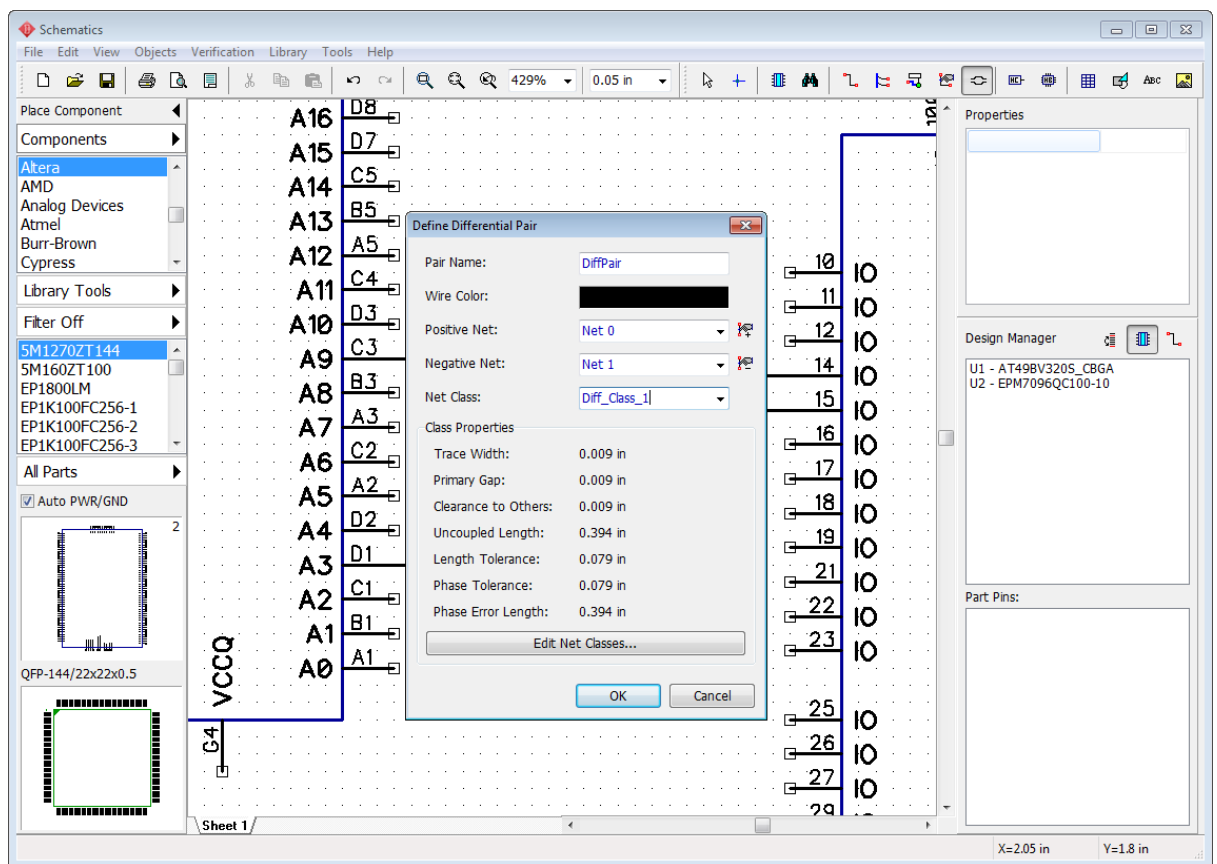 Schematics
File Edit View Objects Verification Library Tools Help
429% 0.05 in ABC
Place Component
Components
Altera
AMD
Analog Devices
Atmel
Burr-Brown
Cypress
Library Tools
Filter Off
5M1270ZT144
5M160ZT100
EP1800LM
EP1K100FC256-1
EP1K100FC256-2
EP1K100FC256-3
All Parts
Auto PWR/GND
2
QFP-144/22x22x0.5
A16 D8
A15 D7
A14 C5
A13 B5
A12 A5
A11 C4
A10 D3
A9 C3
A8 B3
A7 A3
A6 C2
A5 A2
A4 D2
A3 D1
A2 C1
A1 B1
A0 A1
VCCQ
G4
Define Differential Pair
Pair Name: DiffPair
Wire Color:
Positive Net: Net 0
Negative Net: Net 1
Net Class: Diff_Class_1
Class Properties
Trace Width: 0.009 in
Primary Gap: 0.009 in
Clearance to Others: 0.009 in
Uncoupled Length: 0.394 in
Length Tolerance: 0.079 in
Phase Tolerance: 0.079 in
Phase Error Length: 0.394 in
Edit Net Classes...
OK Cancel
10 IO
11 IO
12 IO
14 IO
15 IO
16 IO
17 IO
18 IO
19 IO
21 IO
22 IO
23 IO
25 IO
26 IO
27 IO
29
Sheet 1
Properties
Design Manager
U1 - AT49BV320S_CBGA
U2 - EPM7096QC100-10
Part Pins:
X=2.05 in Y=1.8 in